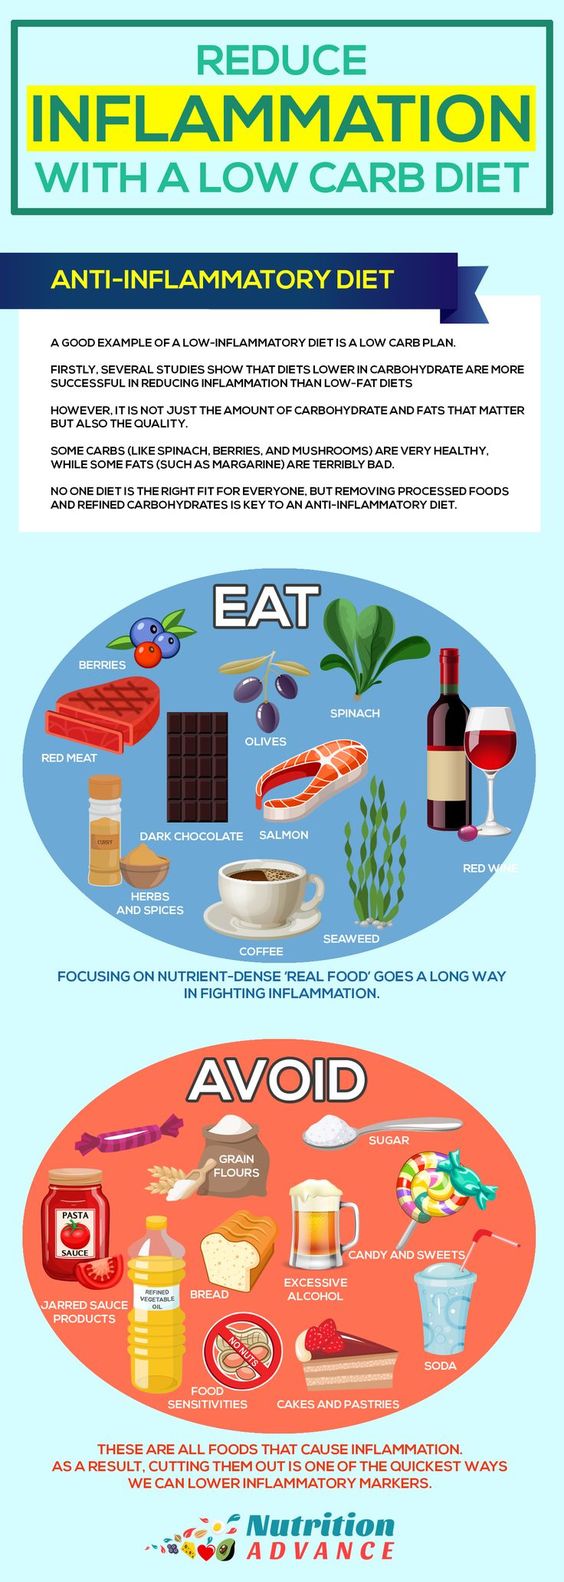 REDUCE
INFLAMMATION
WITH A LOW CARB DIET
ANTI-INFLAMMATORY DIET
A GOOD EXAMPLE OF A LOW-INFLAMMATORY DIET IS A LOW CARB PLAN.
FIRSTLY, SEVERAL STUDIES SHOW THAT DIETS LOWER IN CARBOHYDRATE ARE MORE
SUCCESSFUL IN REDUCING INFLAMMATION THAN LOW-FAT DIETS
HOWEVER, IT IS NOT JUST THE AMOUNT OF CARBOHYDRATE AND FATS THAT MATTER
BUT ALSO THE QUALITY.
SOME CARBS (LIKE SPINACH, BERRIES, AND MUSHROOMS) ARE VERY HEALTHY,
WHILE SOME FATS (SUCH AS MARGARINE) ARE TERRIBLY BAD.
NO ONE DIET IS THE RIGHT FIT FOR EVERYONE, BUT REMOVING PROCESSED FOODS
AND REFINED CARBOHYDRATES IS KEY TO AN ANTI-INFLAMMATORY DIET.
EAT
BERRIES
SPINACH
OLIVES
RED MEAT
DARK CHOCOLATE
SALMON
CURRY
RED WINE
HERBS
AND SPICES
SEAWEED
COFFEE
FOCUSING ON NUTRIENT-DENSE 'REAL FOOD' GOES A LONG WAY
IN FIGHTING INFLAMMATION.
AVOID
SUGAR
GRAIN
FLOURS
PASTA
SAUCE
CANDY AND SWEETS
EXCESSIVE
ALCOHOL
REFINED
VEGETABLE
OIL
BREAD
JARRED SAUCE
PRODUCTS
NO NUTS
SODA
FOOD
SENSITIVITIES
CAKES AND PASTRIES
THESE ARE ALL FOODS THAT CAUSE INFLAMMATION.
AS A RESULT, CUTTING THEM OUT IS ONE OF THE QUICKEST WAYS
WE CAN LOWER INFLAMMATORY MARKERS.
Nutrition
ADVANCE